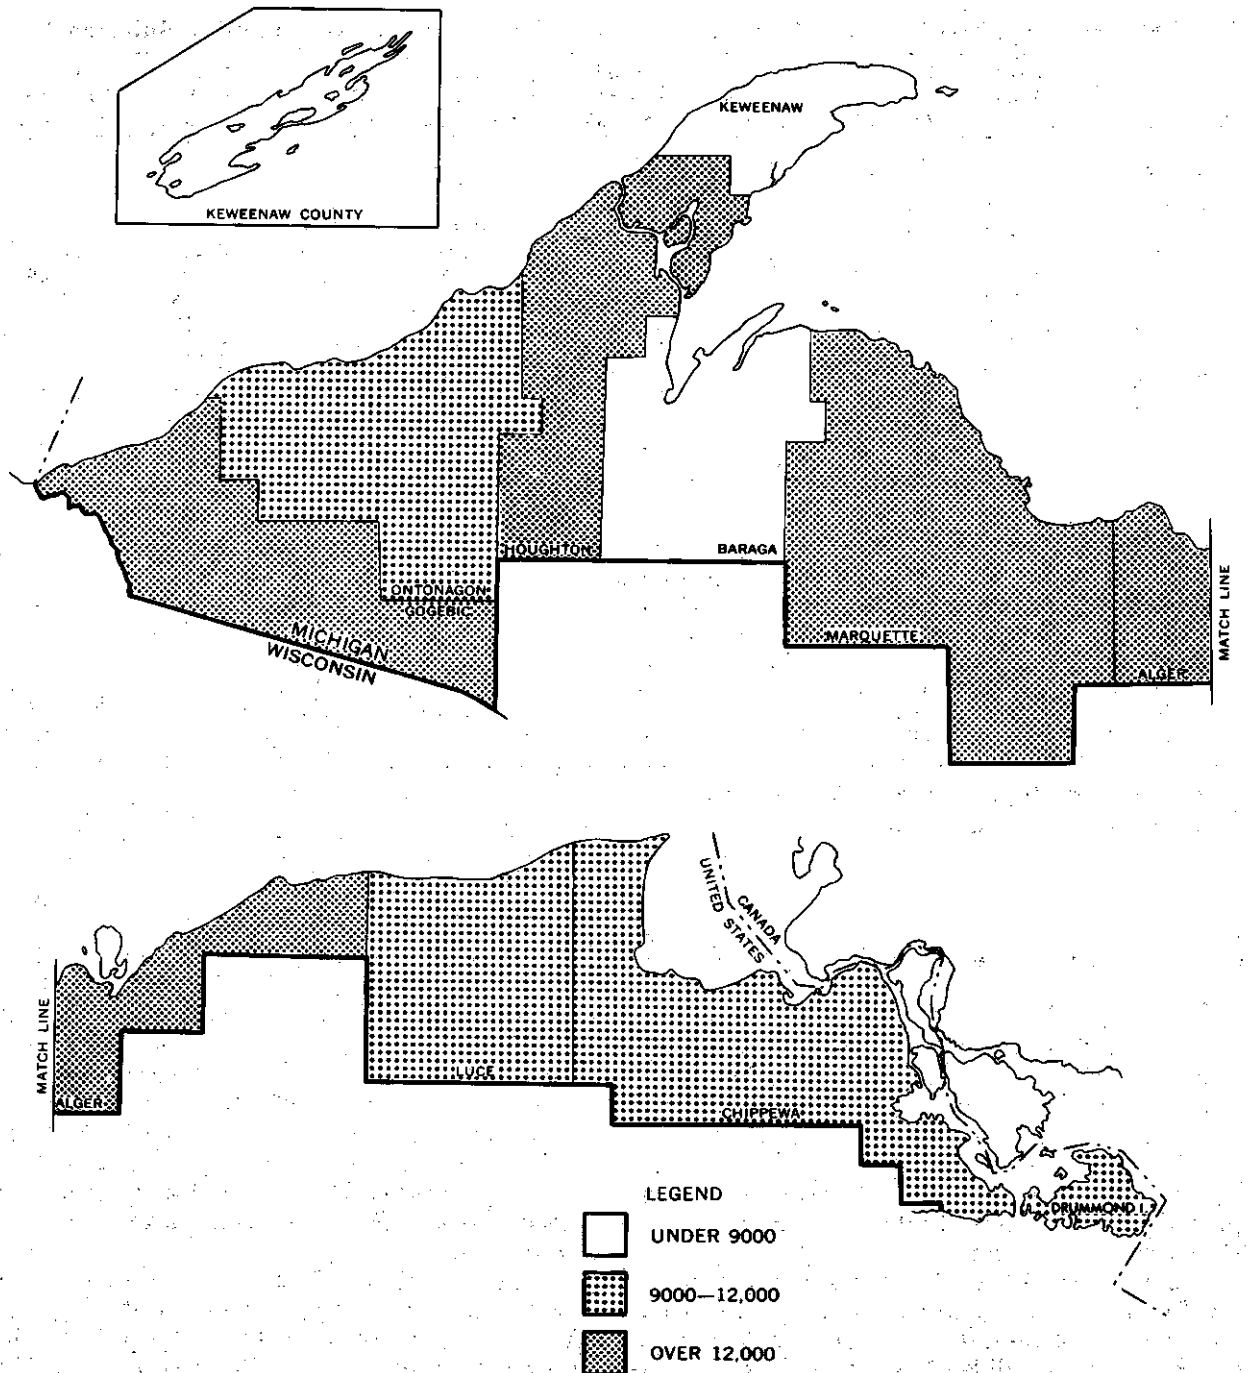 KEWEENAW COUNTY
KEWEENAW
HOUGHTON
BARAGA
ONTONAGON
GOGEBIC
MICHIGAN
WISCONSIN
MARQUETTE
ALGER
MATCH LINE
MATCH LINE
ALGER
LUCE
CHIPPEWA
UNITED STATES
CANADA
DRUMMOND I.
LEGEND
UNDER 9000
9000—12,000
OVER 12,000